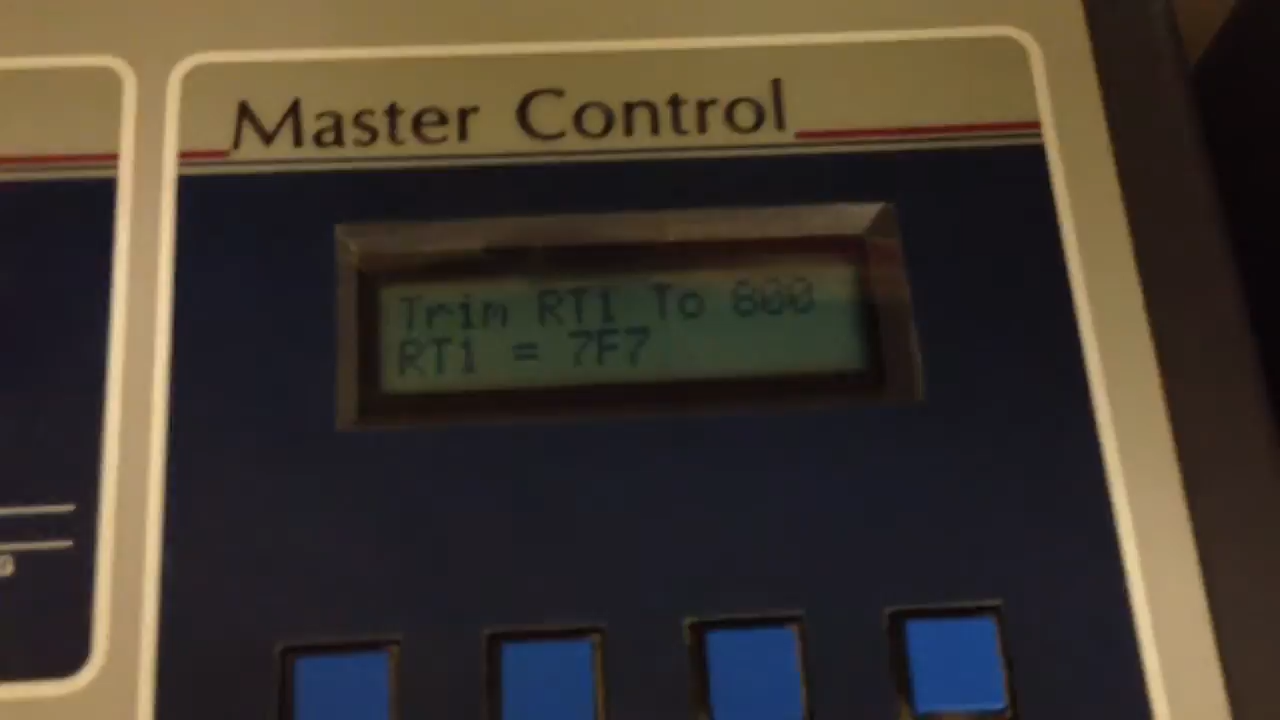 Master Control
Trim RT1 To 800
RT1 = 7F7